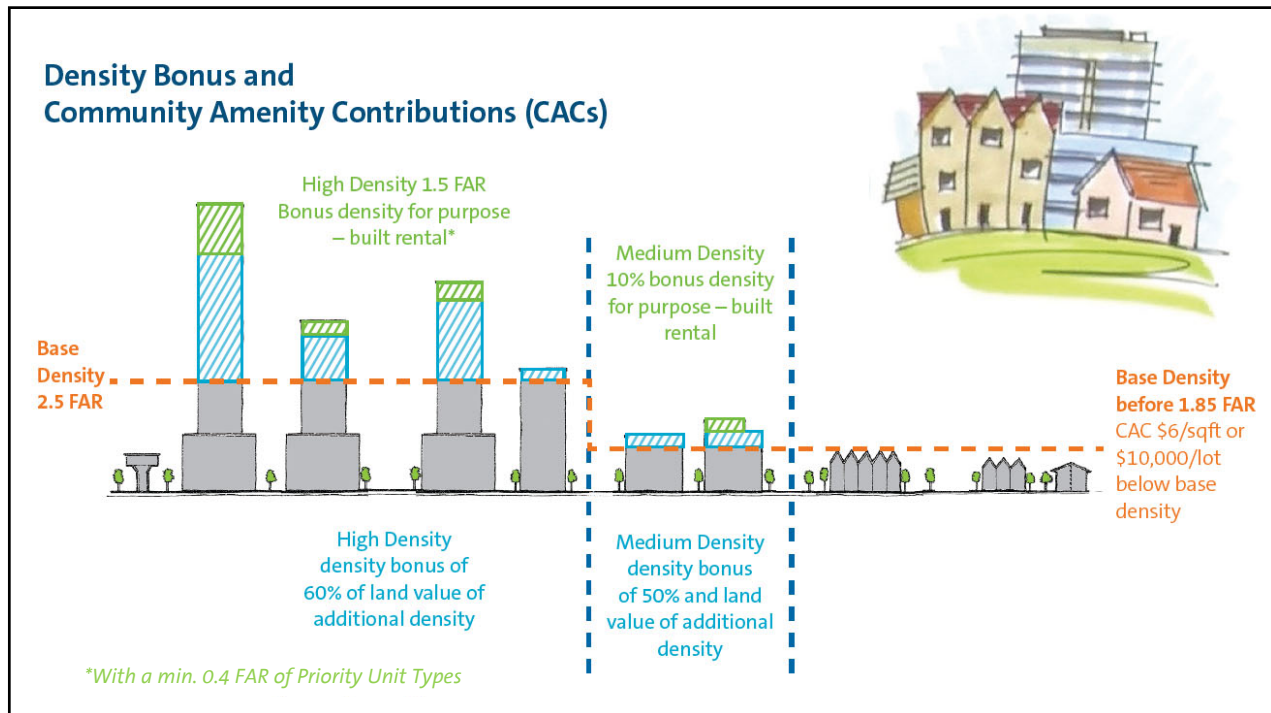 Density Bonus and
Community Amenity Contributions (CACs)
High Density 1.5 FAR
Bonus density for purpose
– built rental*
Medium Density
10% bonus density
for purpose – built
rental
Base
Density
2.5 FAR
Base Density
before 1.85 FAR
CAC $6/sqft or
$10,000/lot
below base
density
High Density
density bonus of
60% of land value of
additional density
Medium Density
density bonus
of 50% and land
value of additional
density
*With a min. 0.4 FAR of Priority Unit Types